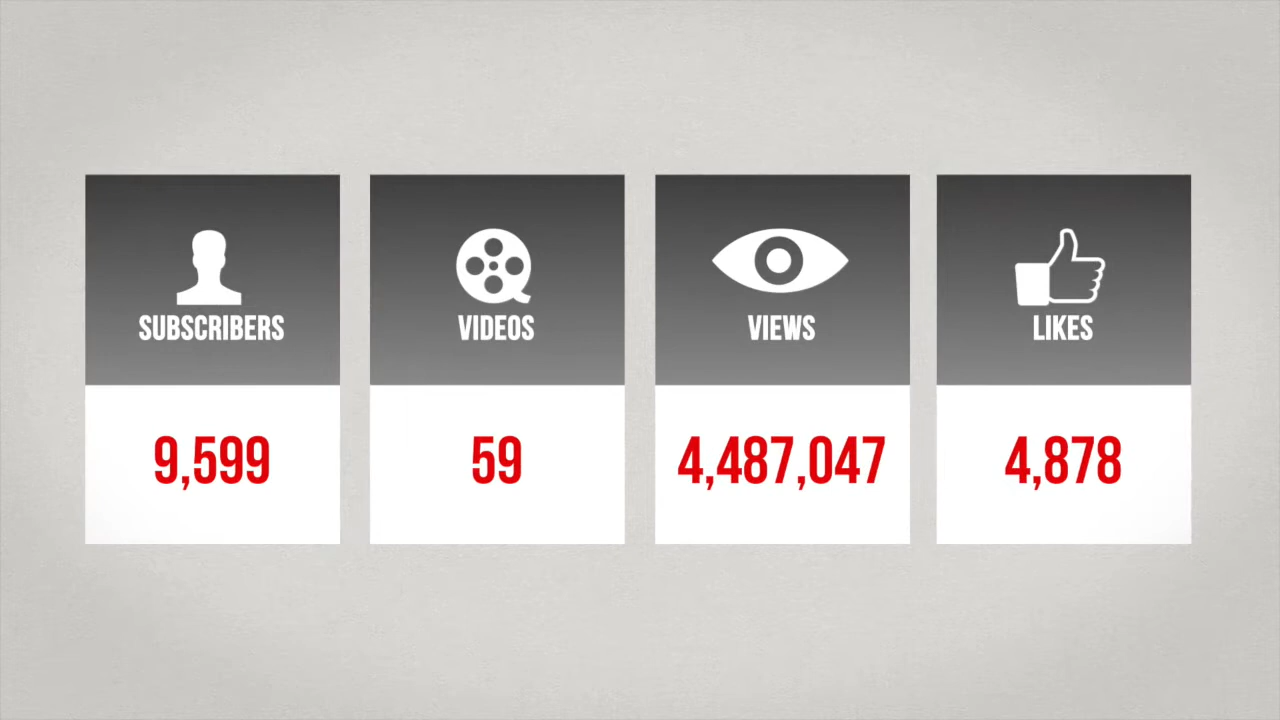 SUBSCRIBERS
9,599
VIDEOS
59
VIEWS
4,487,047
LIKES
4,878